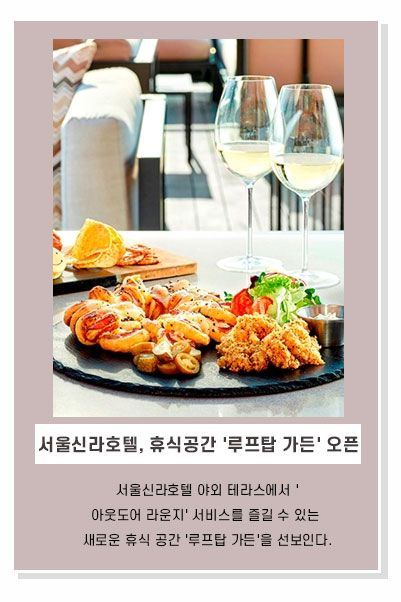 서울신라호텔, 휴식공간 '루프탑 가든' 오픈
서울신라호텔 야외 테라스에서 '
아웃도어 라운지' 서비스를 즐길 수 있는
새로운 휴식 공간 '루프탑 가든'을 선보인다.